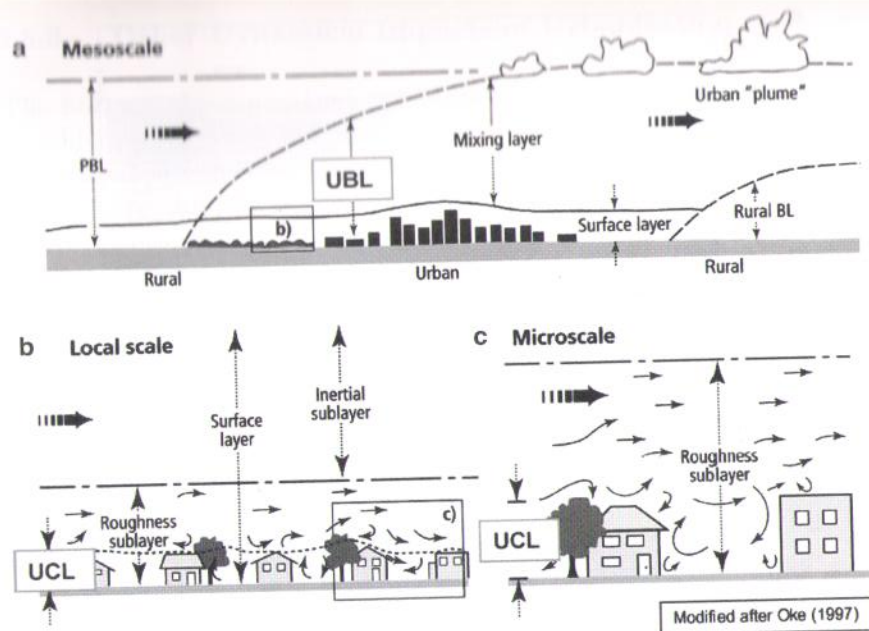 a Mesoscale
Urban "plume"
PBL
Mixing layer
UBL
b)
Surface layer
Rural BL
Rural
Urban
Rural
b Local scale
Inertial
sublayer
Surface
layer
Roughness
sublayer
c)
UCL
c Microscale
Roughness
sublayer
UCL
Modified after Oke (1997)